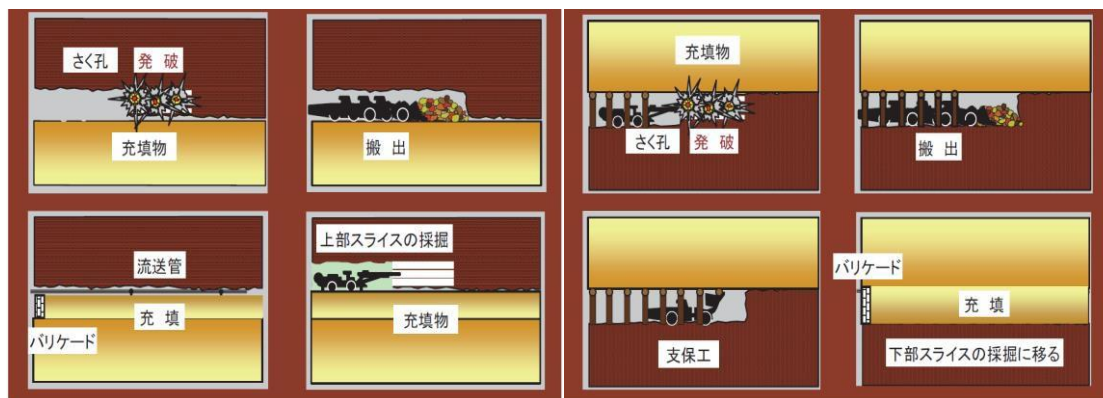 さく孔
発破
充填物
搬出
流送管
充填
バリケード
上部スライスの採掘
充填物
充填物
さく孔
発破
搬出
支保工
バリケード
充填
下部スライスの採掘に移る